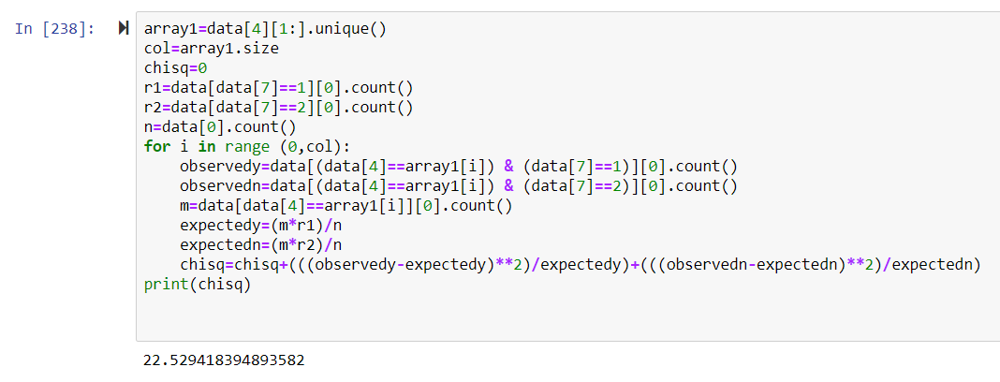 In [238]:
array1=data[4][1:].unique()
col=array1.size
chisq=0
r1=data[data[7]==1][0].count()
r2=data[data[7]==2][0].count()
n=data[0].count()
for i in range (0,col):
    observedy=data[(data[4]==array1[i]) & (data[7]==1)][0].count()
    observedn=data[(data[4]==array1[i]) & (data[7]==2)][0].count()
    m=data[data[4]==array1[i]][0].count()
    expectedy=(m*r1)/n
    expectedn=(m*r2)/n
    chisq=chisq+(((observedy-expectedy)**2)/expectedy)+(((observedn-expectedn)**2)/expectedn)
print(chisq)
22.529418394893582